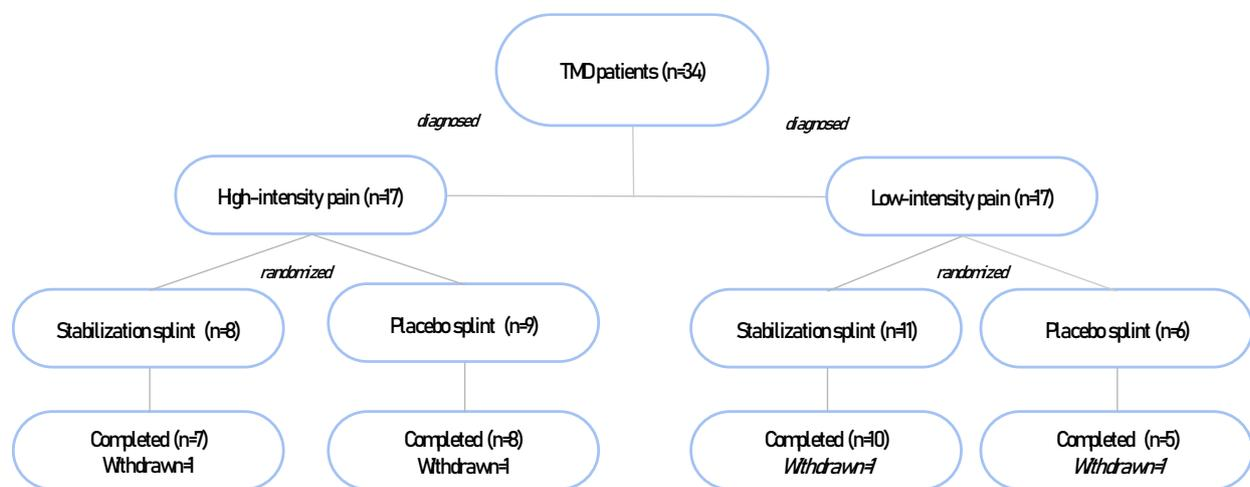 TMD patients (n=34)
diagnosed
diagnosed
High-intensity pain (n=17)
Low-intensity pain (n=17)
randomized
randomized
Stabilization splint (n=8)
Placebo splint (n=9)
Stabilization splint (n=11)
Placebo splint (n=6)
Completed (n=7)
Withdrawn=1
Completed (n=8)
Withdrawn=1
Completed (n=10)
Withdrawn=1
Completed (n=5)
Withdrawn=1